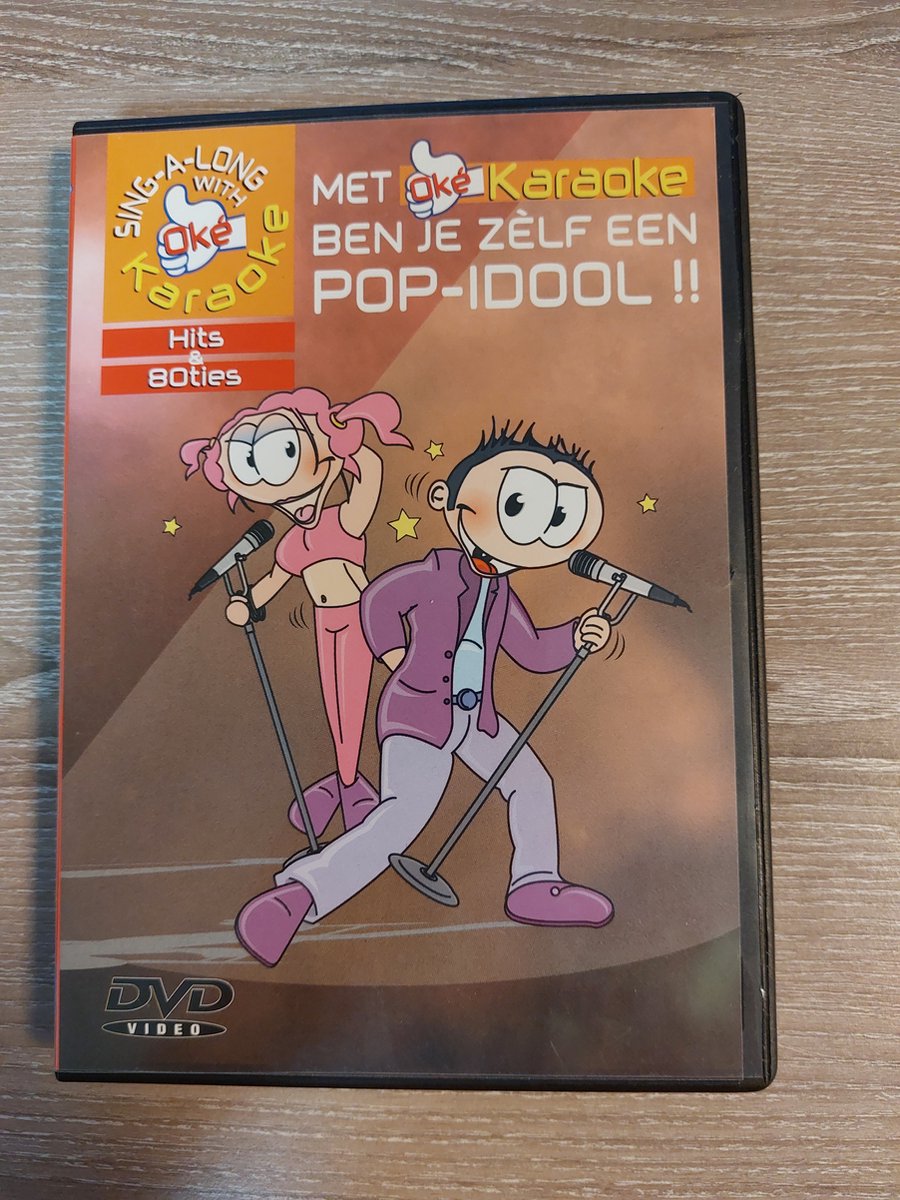 SING-A-LONG
WITH
Oké
Karaoke
Hits
&
80ties
MET Oké Karaoke
BEN JE ZÈLF EEN
POP-IDOOL !!
DVD
VIDEO